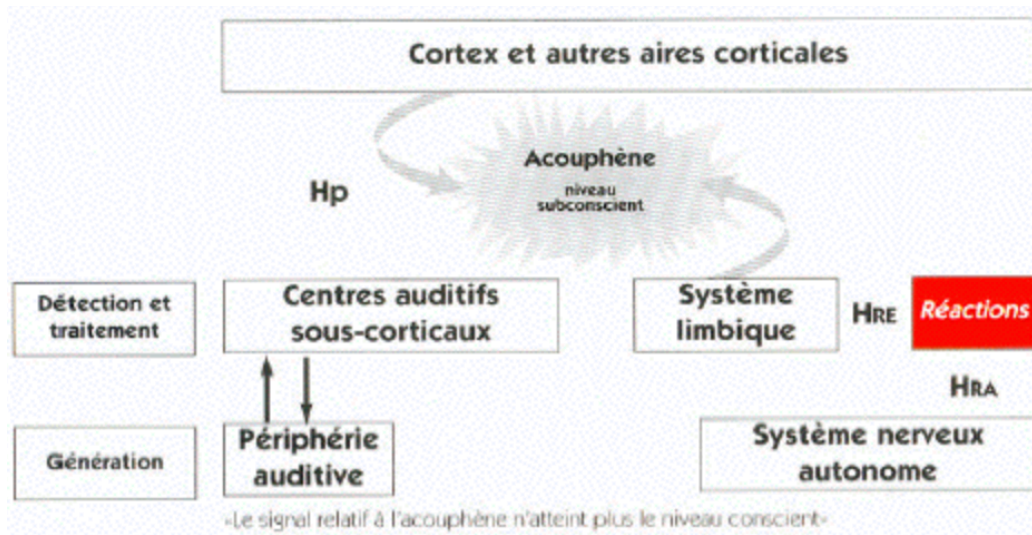 Cortex et autres aires corticales
Acouphène
niveau
subconscient
Hp
Détection et
traitement
Centres auditifs
sous-corticaux
Système
limbique
HRE
Réactions
HRA
Génération
Périphérie
auditive
Système nerveux
autonome
«Le signal relatif à l'acouphène n'atteint plus le niveau conscient»